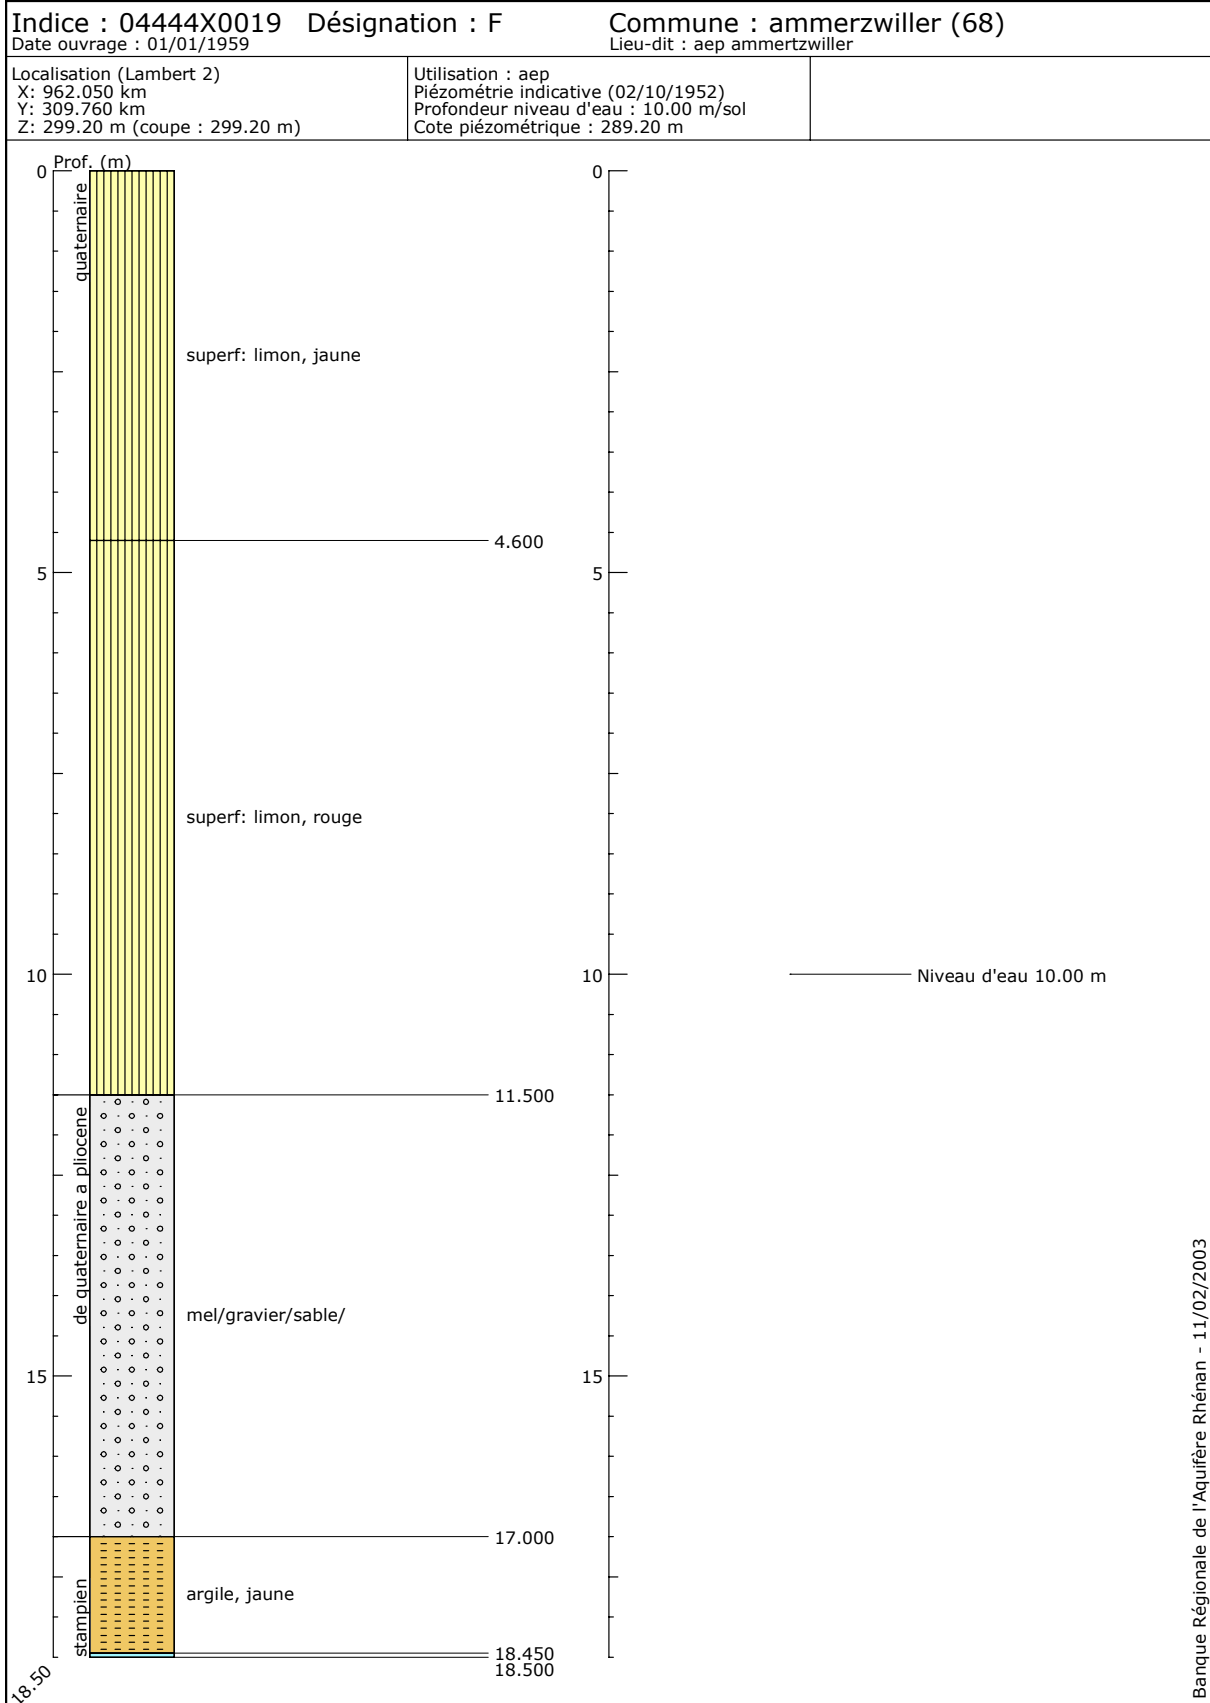 Indice : 04444X0019 Désignation : F Commune : ammerzwiller (68)
Date ouvrage : 01/01/1959 Lieu-dit : aep ammertzwiller
Localisation (Lambert 2)
X: 962.050 km
Y: 309.760 km
Z: 299.20 m (coupe : 299.20 m)
Utilisation : aep
Piézométrie indicative (02/10/1952)
Profondeur niveau d'eau : 10.00 m/sol
Cote piézométrique : 289.20 m
Prof. (m)
0 0
quaternaire
superf: limon, jaune
4.600
5 5
superf: limon, rouge
10 10 Niveau d'eau 10.00 m
11.500
de quaternaire a pliocene
mel/gravier/sable/
15 15
17.000
stampien
argile, jaune
18.450
18.500
18.50
Banque Régionale de l'Aquifère Rhénan - 11/02/2003